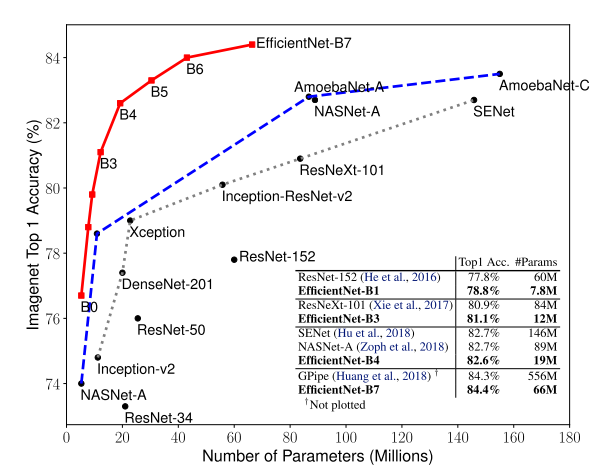 84
82
80
78
76
74
Imagenet Top 1 Accuracy (%)
EfficientNet-B7
B6
B5
B4
B3
B0
AmoebaNet-A
AmoebaNet-C
NASNet-A
SENet
ResNeXt-101
Inception-ResNet-v2
Xception
ResNet-152
DenseNet-201
ResNet-50
Inception-v2
NASNet-A
ResNet-34
Top1 Acc. #Params
ResNet-152 (He et al., 2016) 77.8% 60M
EfficientNet-B1 78.8% 7.8M
ResNeXt-101 (Xie et al., 2017) 80.9% 84M
EfficientNet-B3 81.1% 12M
SENet (Hu et al., 2018) 82.7% 146M
NASNet-A (Zoph et al., 2018) 82.7% 89M
EfficientNet-B4 82.6% 19M
GPipe (Huang et al., 2018) † 84.3% 556M
EfficientNet-B7 84.4% 66M
†Not plotted
0 20 40 60 80 100 120 140 160 180
Number of Parameters (Millions)